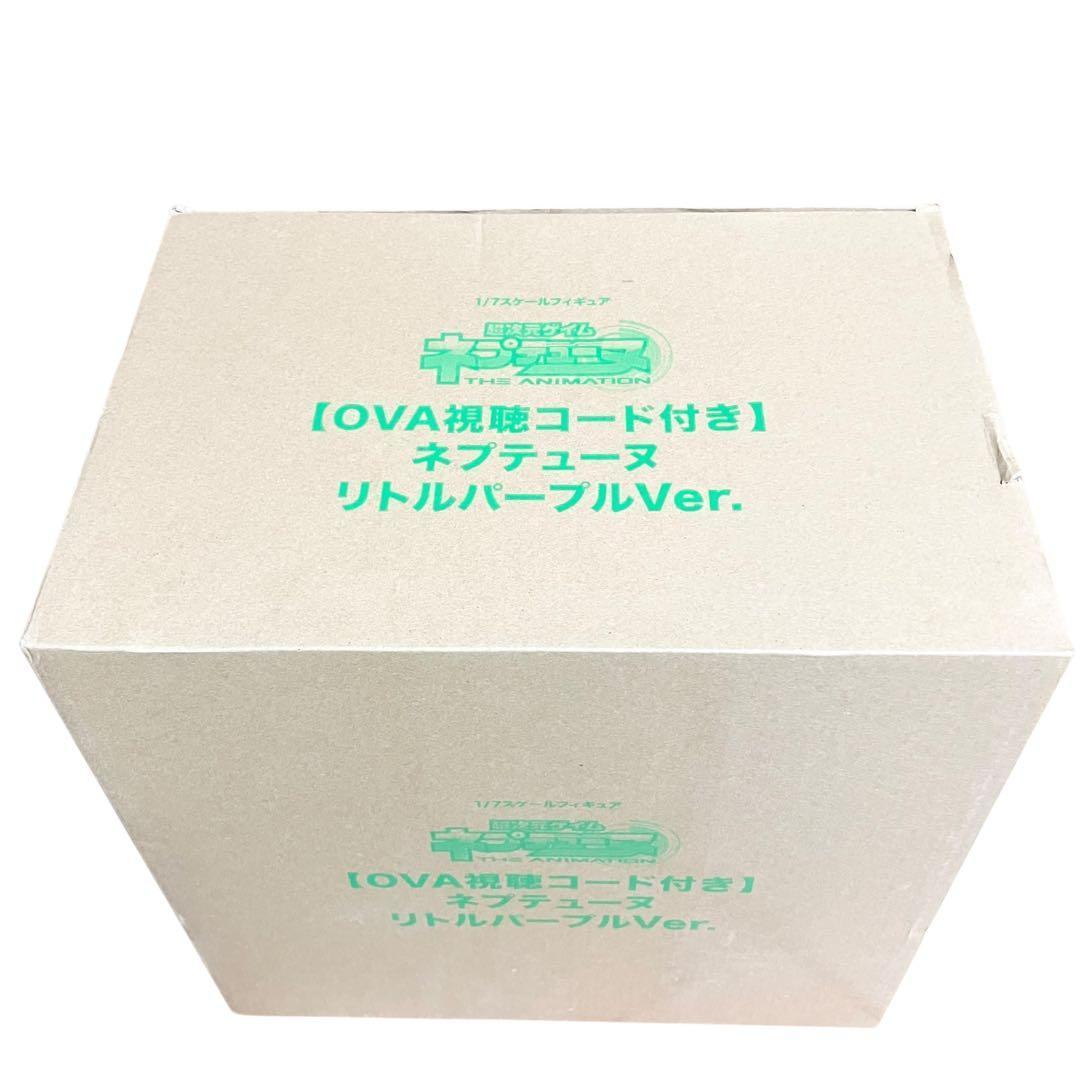 1/7スケールフィギュア
超次元ゲイム
ネプテューヌ
THE ANIMATION
【OVA視聴コード付き】
ネプテューヌ
リトルパープルVer.
1/7スケールフィギュア
超次元ゲイム
ネプテューヌ
THE ANIMATION
【OVA視聴コード付き】
ネプテューヌ
リトルパープルVer.